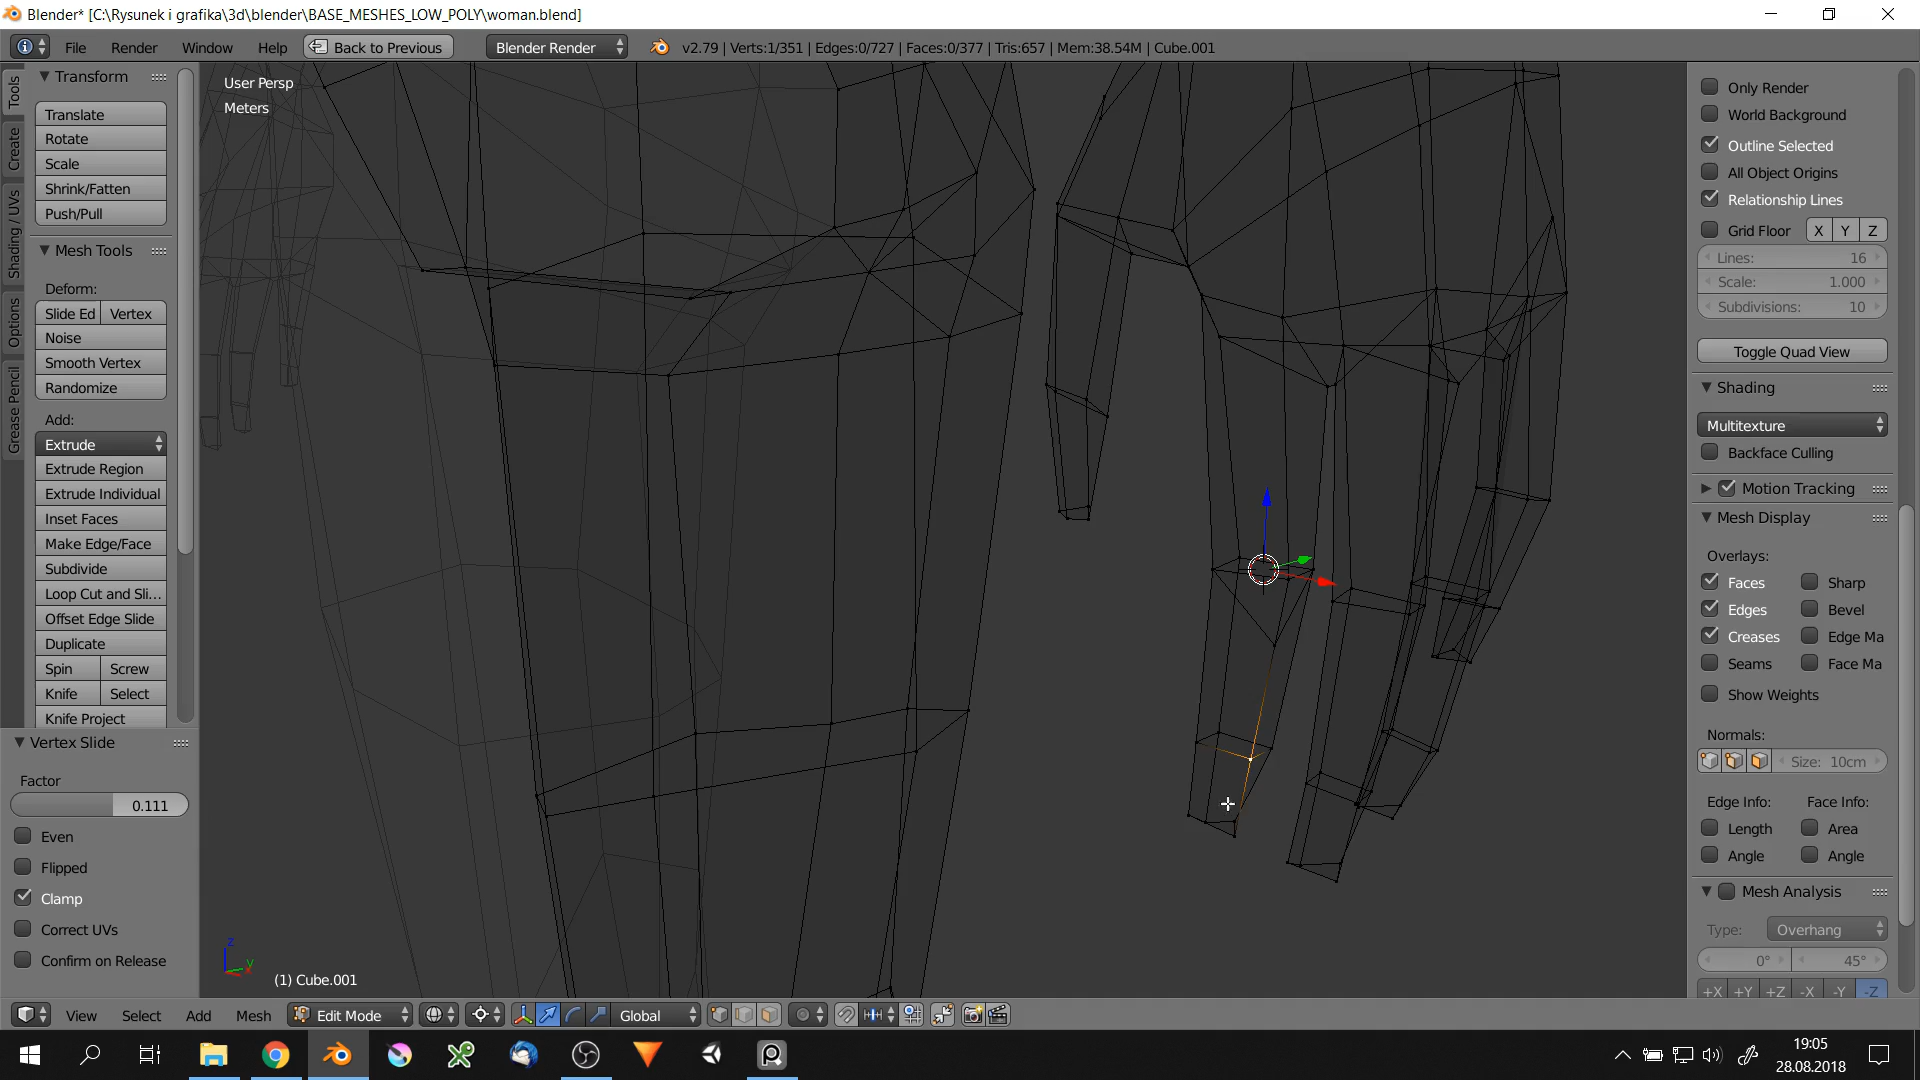 Blender* [C:\Rysunek i grafika\3d\blender\BASE_MESHES_LOW_POLY\woman.blend]
File Render Window Help Back to Previous Blender Render v2.79 | Verts:1/351 | Edges:0/727 | Faces:0/377 | Tris:657 | Mem:38.54M | Cube.001
Tools
Create
Shading / UVs
Options
Grease Pencil
Transform
Translate
Rotate
Scale
Shrink/Fatten
Push/Pull
Mesh Tools
Deform:
Slide Ed Vertex
Noise
Smooth Vertex
Randomize
Add:
Extrude
Extrude Region
Extrude Individual
Inset Faces
Make Edge/Face
Subdivide
Loop Cut and Sli...
Offset Edge Slide
Duplicate
Spin Screw
Knife Select
Knife Project
Vertex Slide
Factor
0.111
Even
Flipped
Clamp
Correct UVs
Confirm on Release
User Persp
Meters
z
y
(1) Cube.001
Only Render
World Background
Outline Selected
All Object Origins
Relationship Lines
Grid Floor X Y Z
Lines: 16
Scale: 1.000
Subdivisions: 10
Toggle Quad View
Shading
Multitexture
Backface Culling
Motion Tracking
Mesh Display
Overlays:
Faces Sharp
Edges Bevel
Creases Edge Ma
Seams Face Ma
Show Weights
Normals:
Size: 10cm
Edge Info: Face Info:
Length Area
Angle Angle
Mesh Analysis
Type: Overhang
0° 45°
+X +Y +Z -X -Y -Z
View Select Add Mesh Edit Mode Global
19:05
28.08.2018